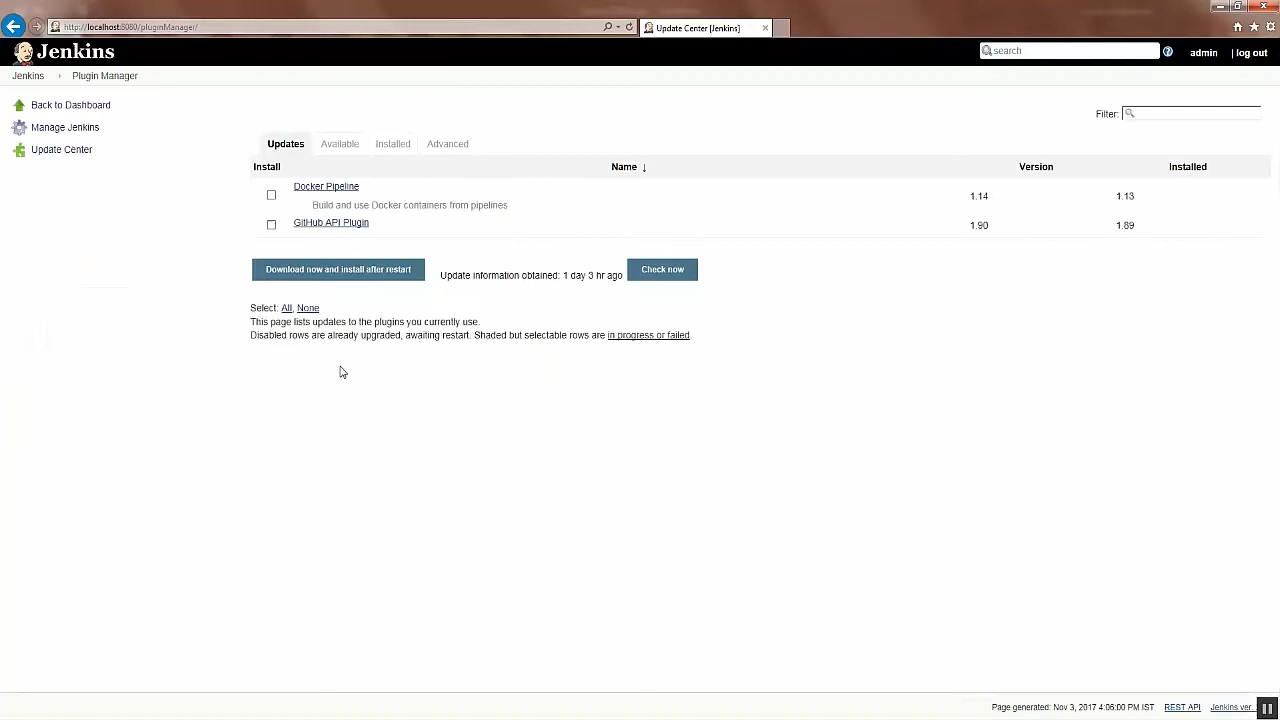 http://localhost:8080/pluginManager/
Update Center [Jenkins]
Jenkins
search
admin | log out
Jenkins › Plugin Manager
Back to Dashboard
Manage Jenkins
Update Center
Filter:
Updates Available Installed Advanced
Install Name ↓ Version Installed
Docker Pipeline 1.14 1.13
Build and use Docker containers from pipelines
GitHub API Plugin 1.90 1.89
Download now and install after restart Update information obtained: 1 day 3 hr ago Check now
Select: All, None
This page lists updates to the plugins you currently use.
Disabled rows are already upgraded, awaiting restart. Shaded but selectable rows are in progress or failed.
Page generated: Nov 3, 2017 4:06:00 PM IST REST API Jenkins ver.